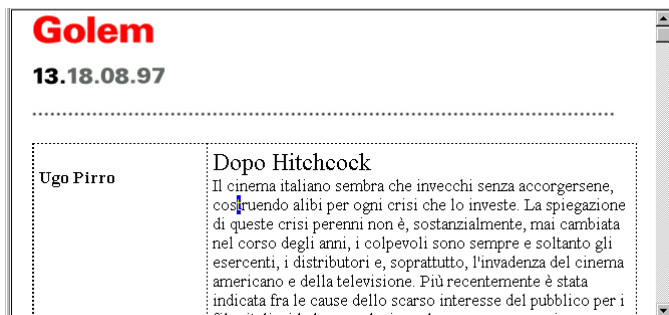 Golem
13.18.08.97
Ugo Pirro
Dopo Hitchcock
Il cinema italiano sembra che invecchi senza accorgersene,
costruendo alibi per ogni crisi che lo investe. La spiegazione
di queste crisi perenni non è, sostanzialmente, mai cambiata
nel corso degli anni, i colpevoli sono sempre e soltanto gli
esercenti, i distributori e, soprattutto, l'invadenza del cinema
americano e della televisione. Più recentemente è stata
indicata fra le cause dello scarso interesse del pubblico per i